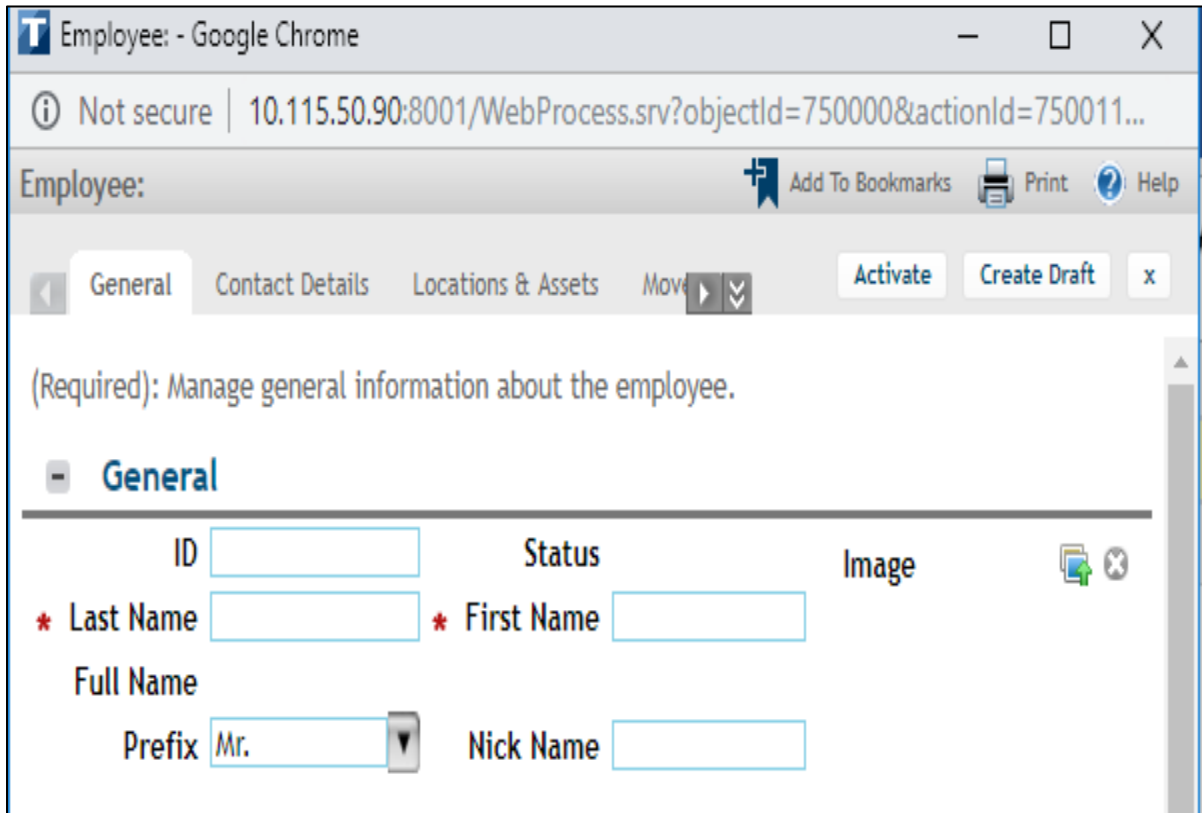 Employee: - Google Chrome
Not secure | 10.115.50.90:8001/WebProcess.srv?objectId=750000&actionId=750011...
Employee: Add To Bookmarks Print Help
General Contact Details Locations & Assets Move Activate Create Draft x
(Required): Manage general information about the employee.
General
ID Status Image
* Last Name * First Name
Full Name
Prefix Mr. Nick Name